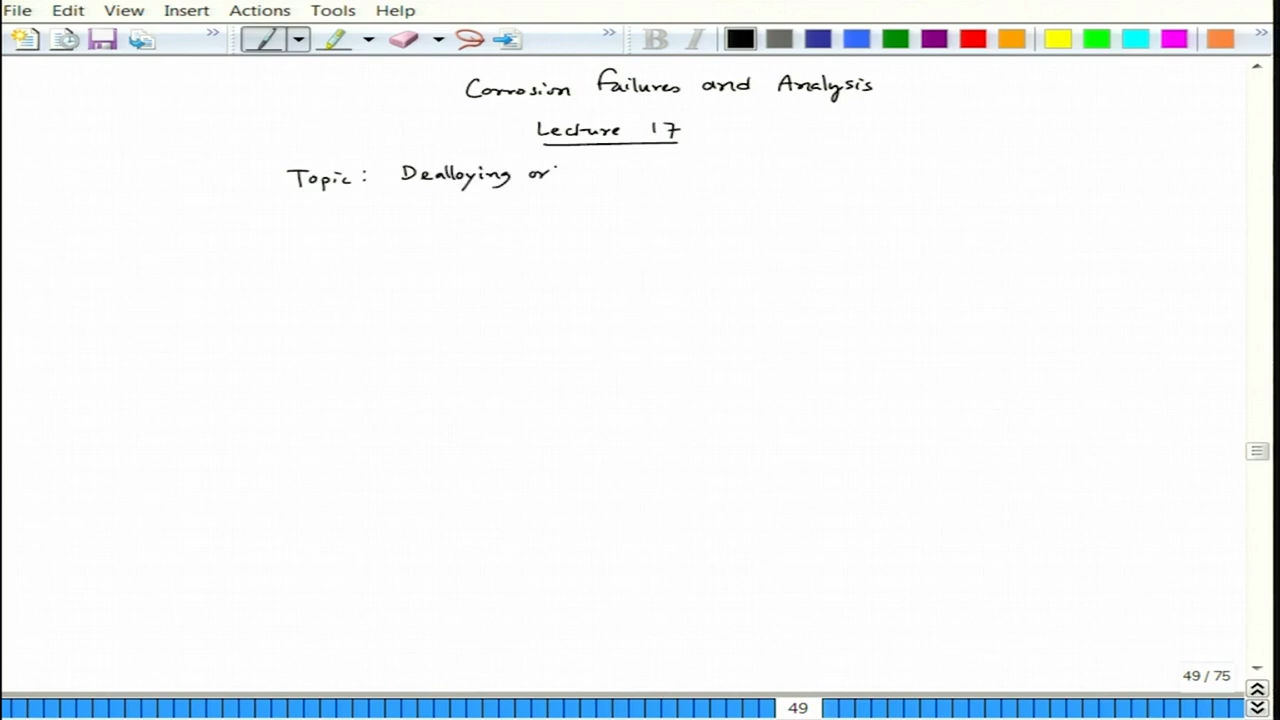 File Edit View Insert Actions Tools Help
B I
Corrosion Failures and Analysis
Lecture 17
Topic: Dealloying or
49 / 75
49